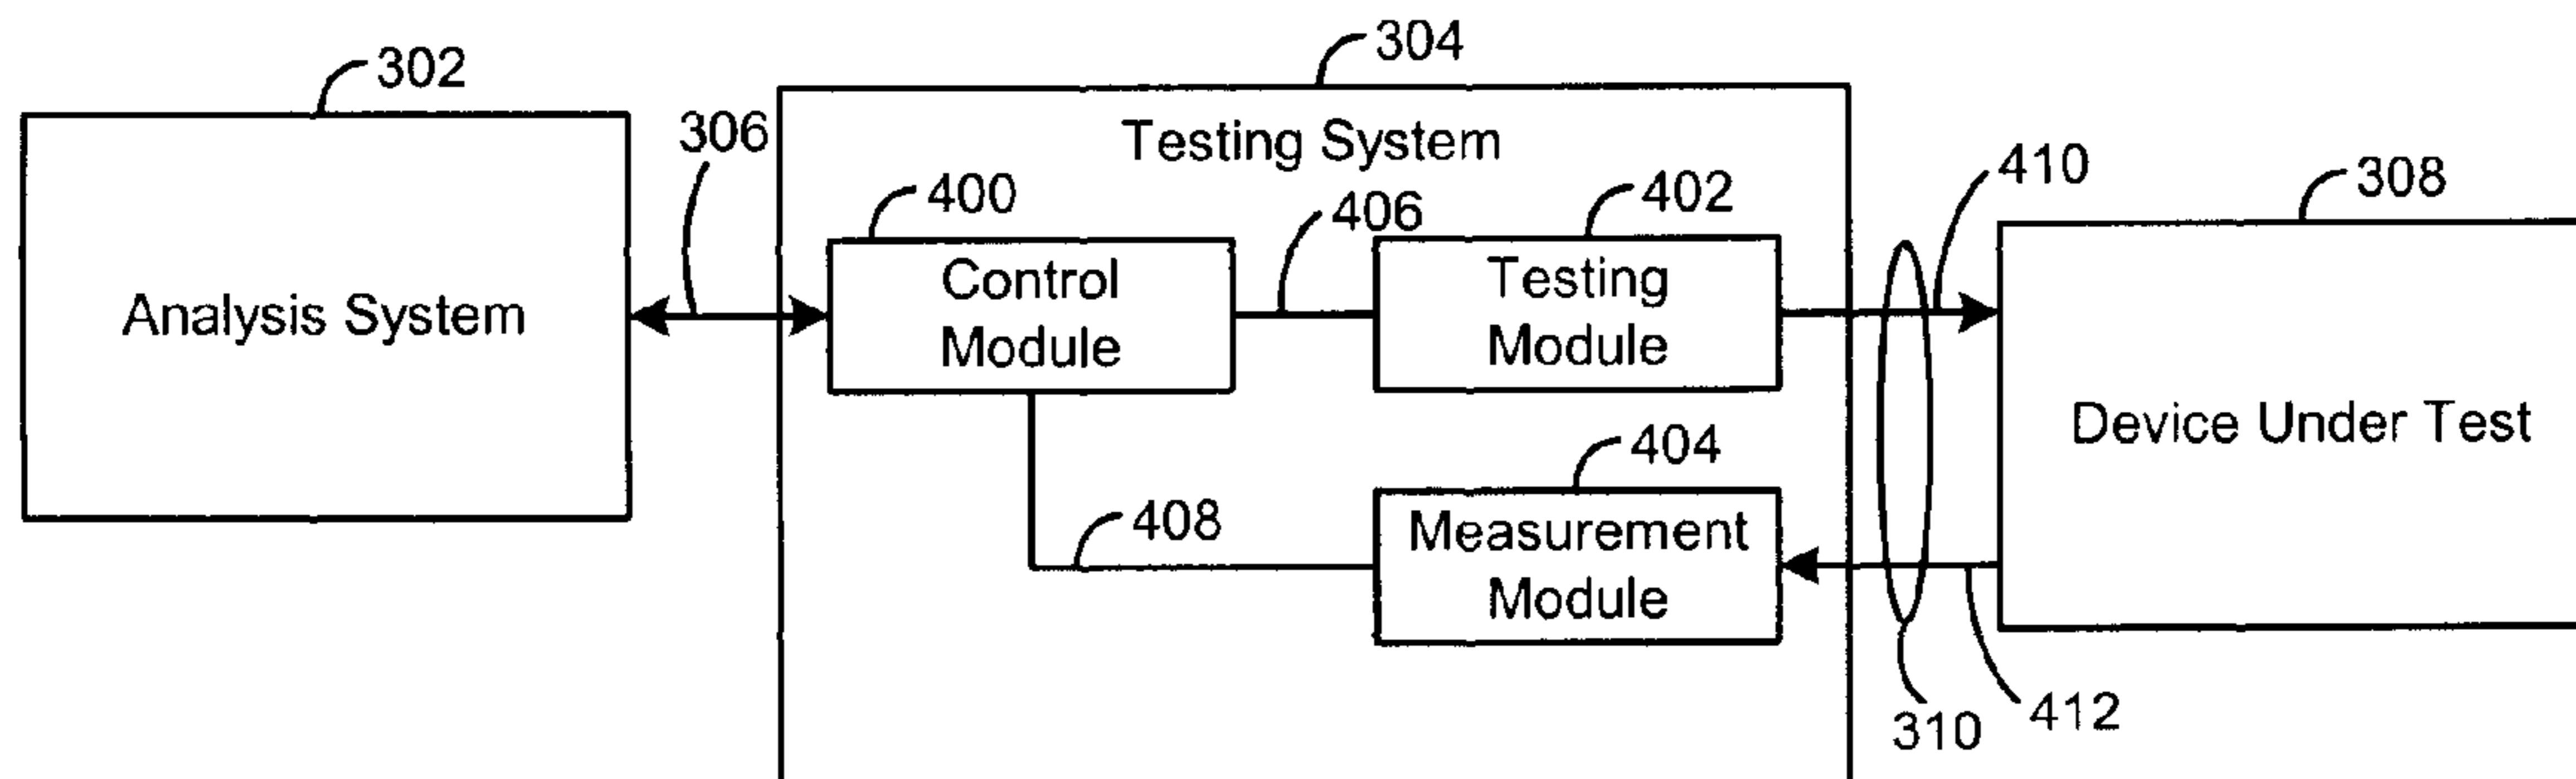 304
302
306
Testing System
410
308
400
406
402
Control
Module
Testing
Module
Analysis System
Device Under Test
404
408
Measurement
Module
310
412